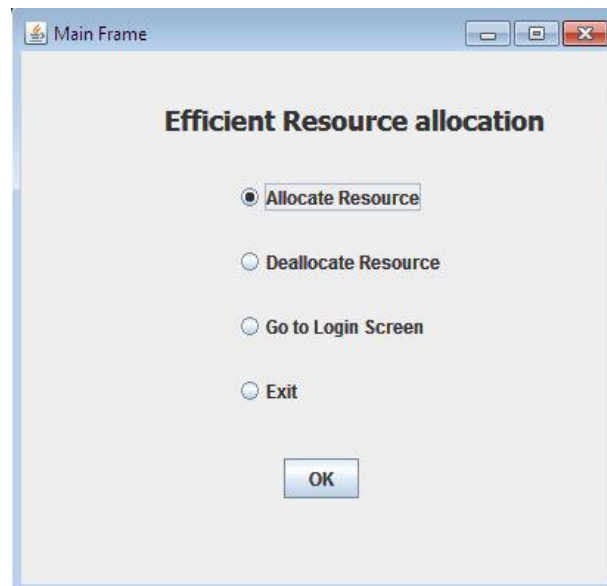 Main Frame
Efficient Resource allocation
Allocate Resource
Deallocate Resource
Go to Login Screen
Exit
OK